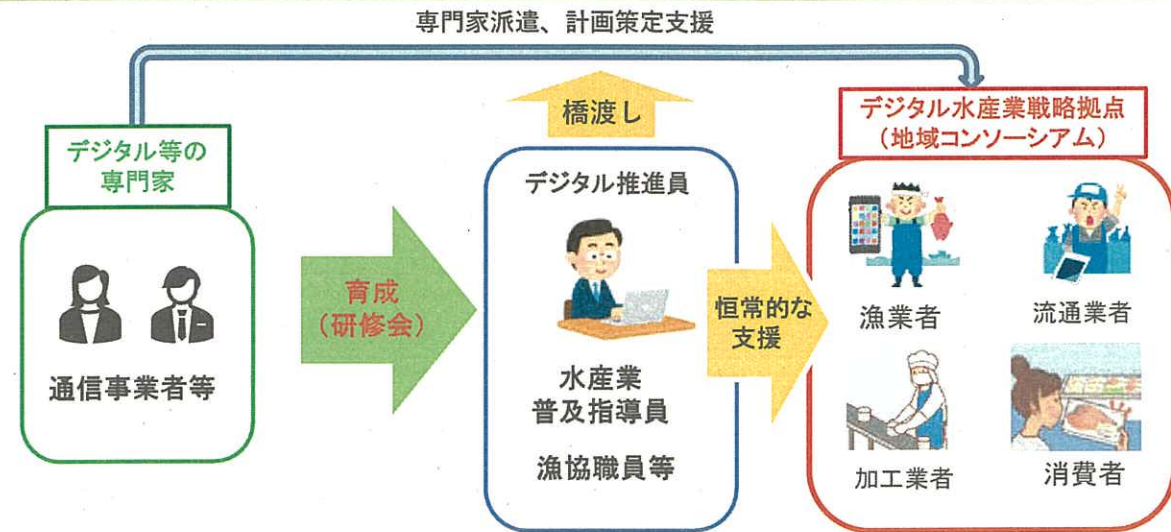 専門家派遣、計画策定支援
デジタル等の
専門家
通信事業者等
育成
(研修会)
橋渡し
デジタル推進員
水産業
普及指導員
漁協職員等
恒常的な
支援
デジタル水産業戦略拠点
(地域コンソーシアム)
漁業者
流通業者
加工業者
消費者